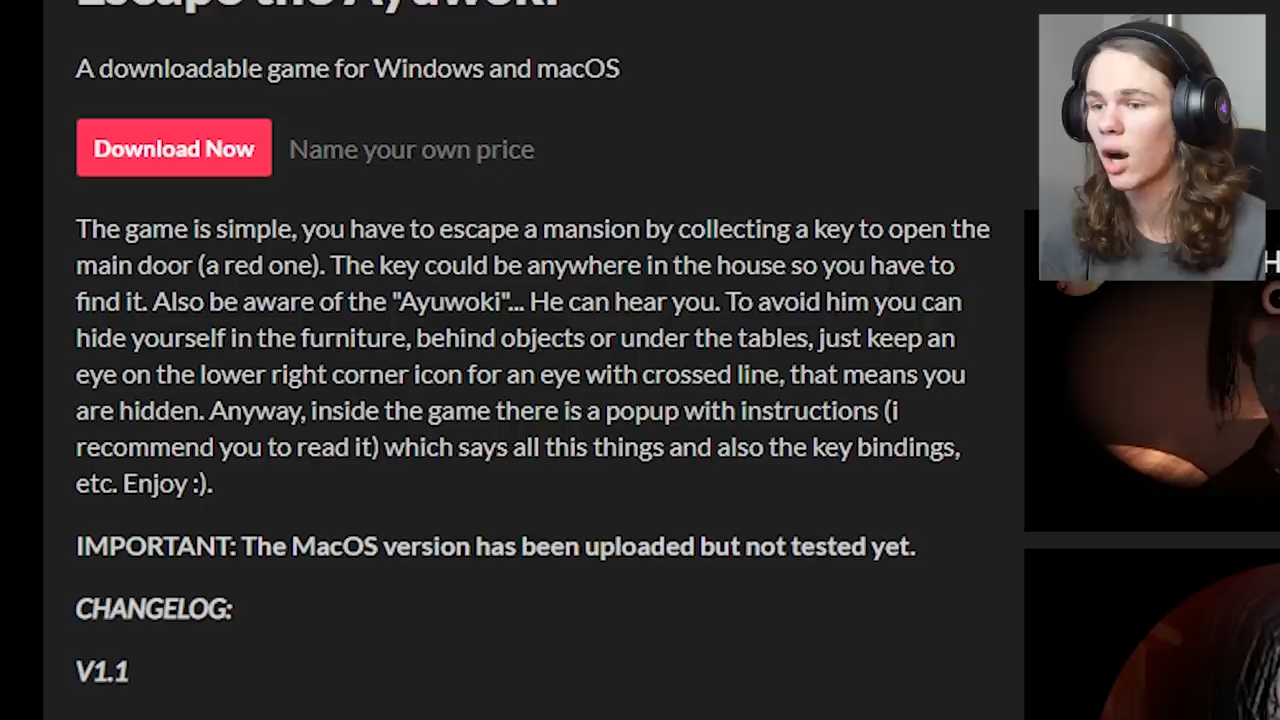 Escape the Ayuwoki
A downloadable game for Windows and macOS
Download Now Name your own price
The game is simple, you have to escape a mansion by collecting a key to open the
main door (a red one). The key could be anywhere in the house so you have to
find it. Also be aware of the "Ayuwoki"... He can hear you. To avoid him you can
hide yourself in the furniture, behind objects or under the tables, just keep an
eye on the lower right corner icon for an eye with crossed line, that means you
are hidden. Anyway, inside the game there is a popup with instructions (i
recommend you to read it) which says all this things and also the key bindings,
etc. Enjoy :).
IMPORTANT: The MacOS version has been uploaded but not tested yet.
CHANGELOG:
V1.1